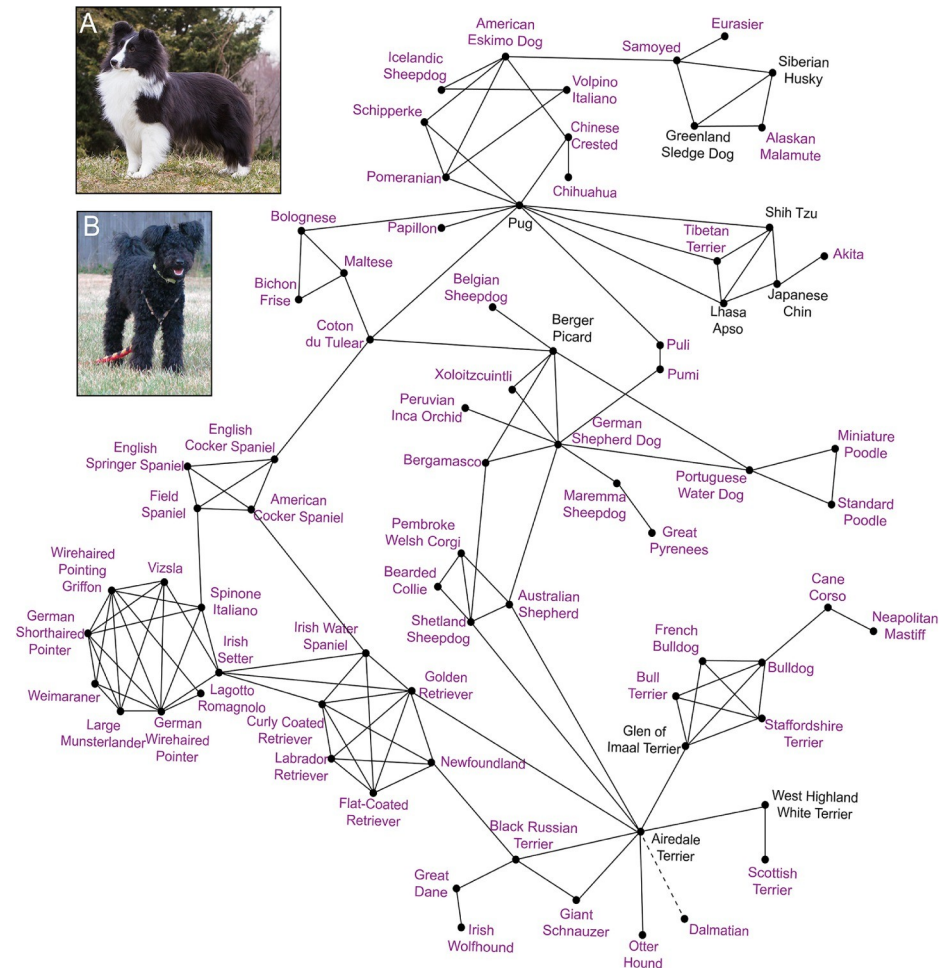 A
B
American
Eskimo Dog
Icelandic
Sheepdog
Volpino
Italiano
Schipperke
Chinese
Crested
Pomeranian
Chihuahua
Samoyed
Eurasier
Siberian
Husky
Greenland
Sledge Dog
Alaskan
Malamute
Bolognese
Papillon
Pug
Tibetan
Terrier
Shih Tzu
Akita
Japanese
Chin
Lhasa
Apso
Maltese
Bichon
Frise
Belgian
Sheepdog
Berger
Picard
Coton
du Tulear
Puli
Pumi
Xoloitzcuintli
Peruvian
Inca Orchid
German
Shepherd Dog
English
Cocker Spaniel
English
Springer Spaniel
Bergamasco
Miniature
Poodle
Portuguese
Water Dog
Standard
Poodle
Field
Spaniel
American
Cocker Spaniel
Maremma
Sheepdog
Great
Pyrenees
Pembroke
Welsh Corgi
Bearded
Collie
Australian
Shepherd
Shetland
Sheepdog
Wirehaired
Pointing
Griffon
Vizsla
Spinone
Italiano
German
Shorthaired
Pointer
Irish
Setter
Irish Water
Spaniel
Weimaraner
Lagotto
Romagnolo
Large
Munsterlander
German
Wirehaired
Pointer
Golden
Retriever
Curly Coated
Retriever
Labrador
Retriever
Newfoundland
Flat-Coated
Retriever
Cane
Corso
Neapolitan
Mastiff
French
Bulldog
Bulldog
Bull
Terrier
Staffordshire
Terrier
Glen of
Imaal Terrier
West Highland
White Terrier
Airedale
Terrier
Scottish
Terrier
Black Russian
Terrier
Great
Dane
Irish
Wolfhound
Giant
Schnauzer
Otter
Hound
Dalmatian